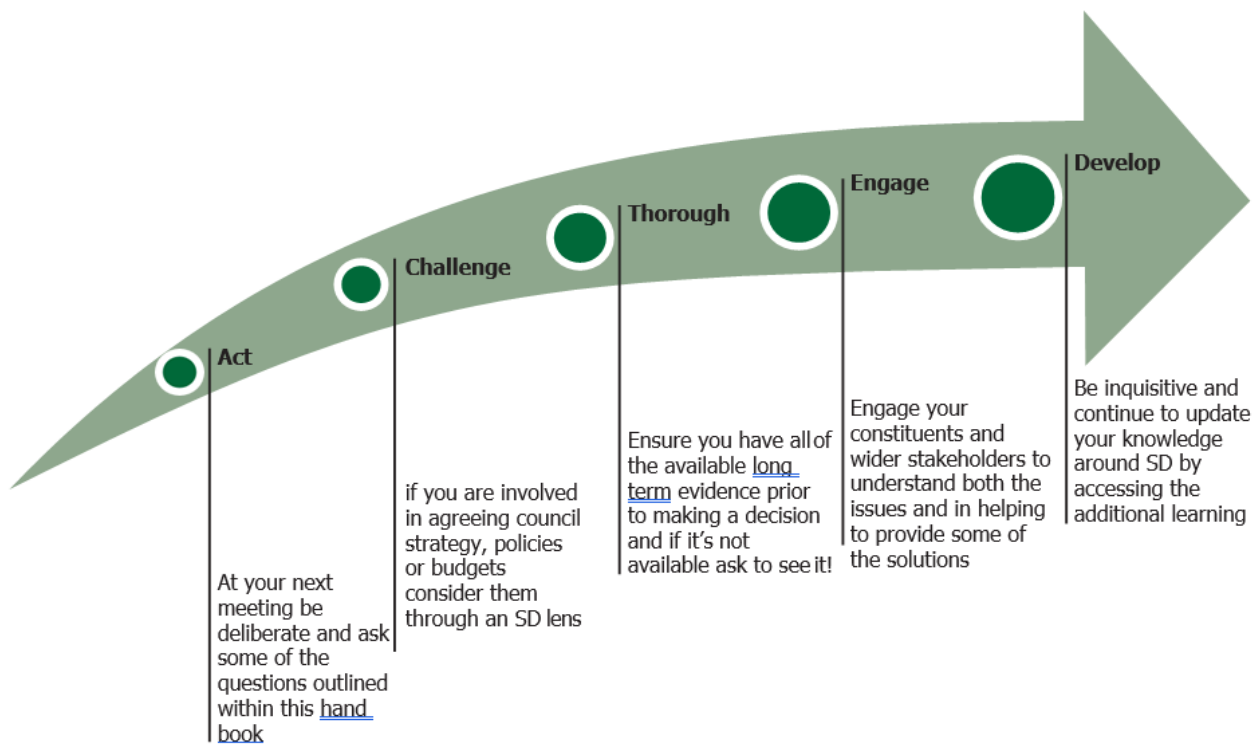 Act
At your next
meeting be
deliberate and ask
some of the
questions outlined
within this hand
book
Challenge
if you are involved
in agreeing council
strategy, policies
or budgets
consider them
through an SD lens
Thorough
Ensure you have all of
the available long
term evidence prior
to making a decision
and if it's not
available ask to see it!
Engage
Engage your
constituents and
wider stakeholders to
understand both the
issues and in helping
to provide some of
the solutions
Develop
Be inquisitive and
continue to update
your knowledge
around SD by
accessing the
additional learning